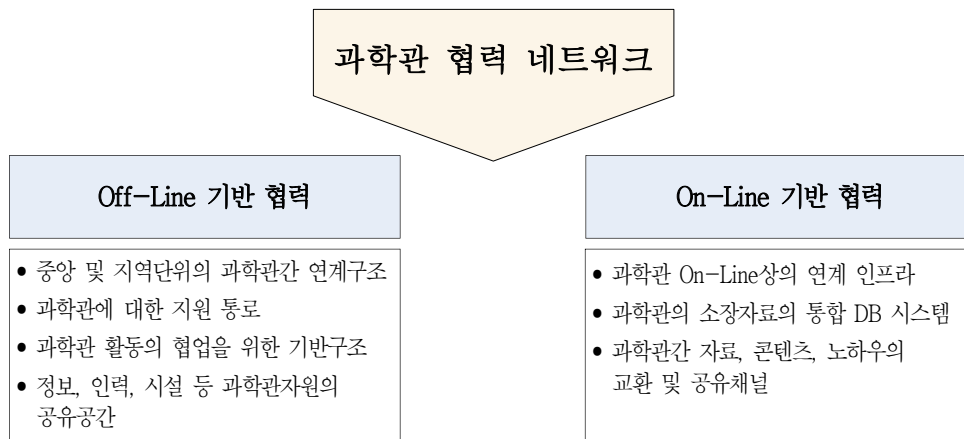 과학관 협력 네트워크
Off-Line 기반 협력
• 중앙 및 지역단위의 과학관간 연계구조
• 과학관에 대한 지원 통로
• 과학관 활동의 협업을 위한 기반구조
• 정보, 인력, 시설 등 과학관자원의
공유공간
On-Line 기반 협력
• 과학관 On-Line상의 연계 인프라
• 과학관의 소장자료의 통합 DB 시스템
• 과학관간 자료, 콘텐츠, 노하우의
교환 및 공유채널